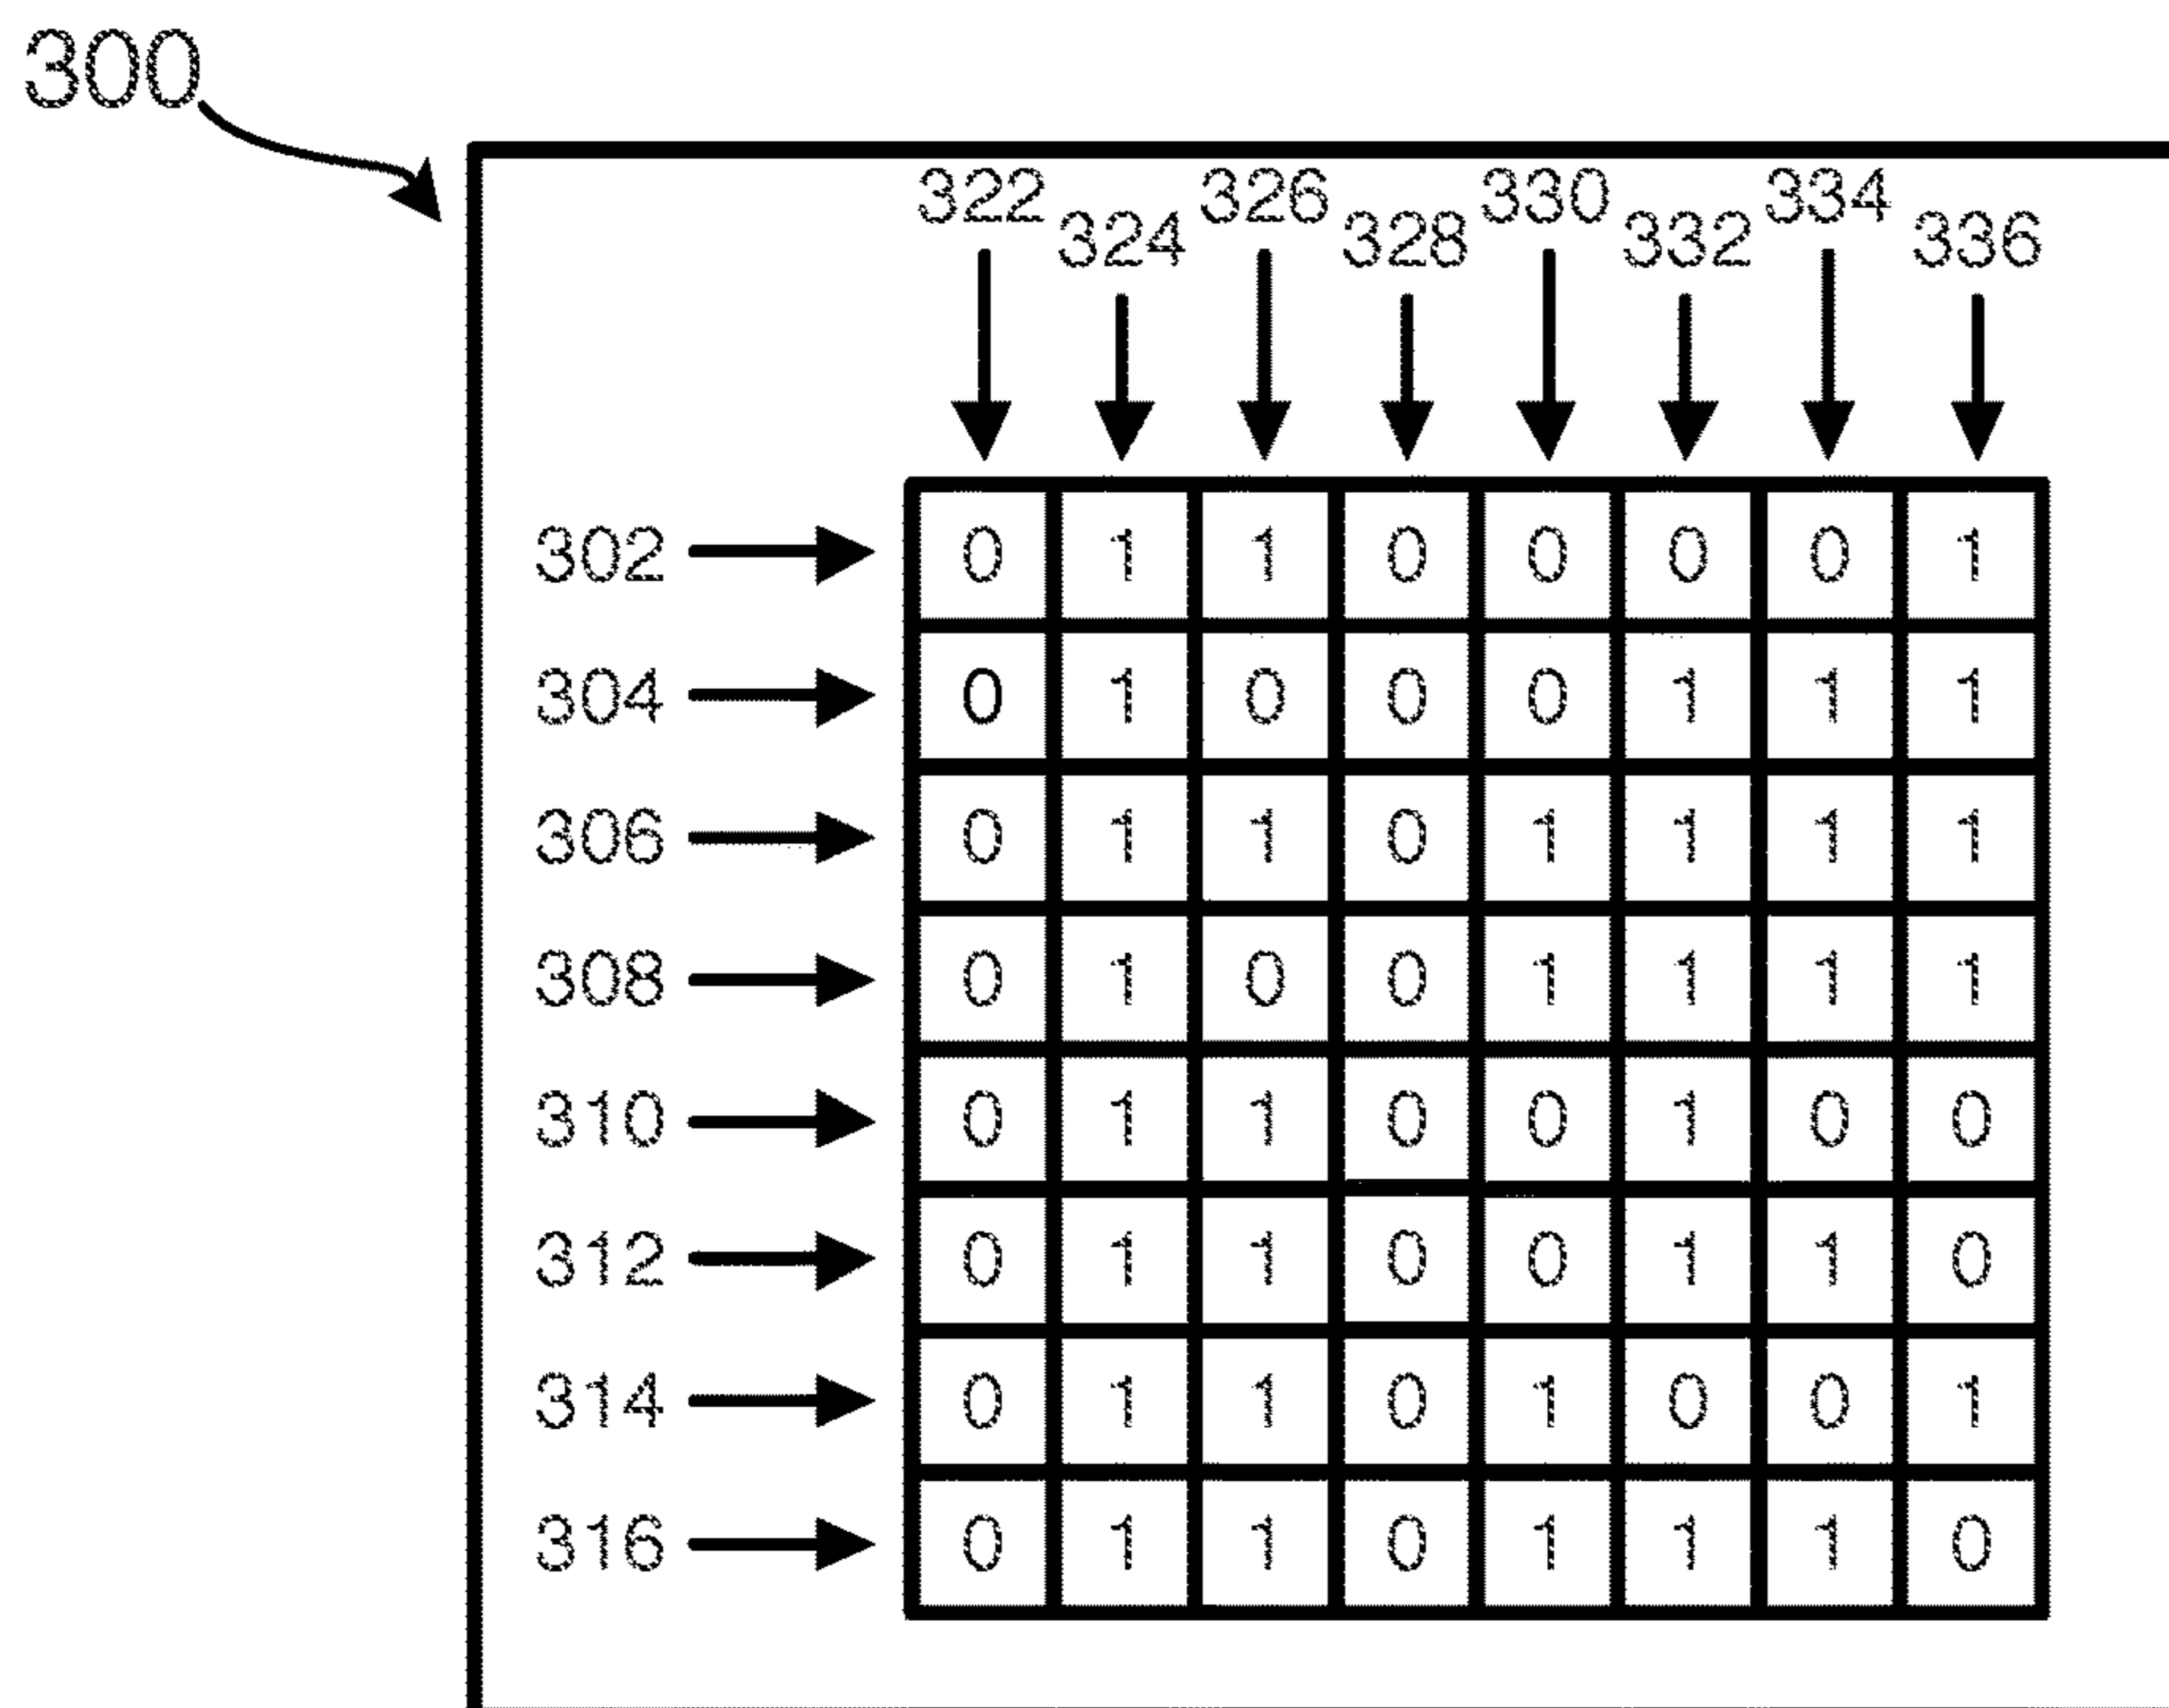 300
322 326 330 334
324 328 332 336
302 0 1 1 0 0 0 0 1
304 0 1 0 0 0 1 1 1
306 0 1 1 0 1 1 1 1
308 0 1 0 0 1 1 1 1
310 0 1 1 0 0 1 0 0
312 0 1 1 0 0 1 1 0
314 0 1 1 0 1 0 0 1
316 0 1 1 0 1 1 1 0